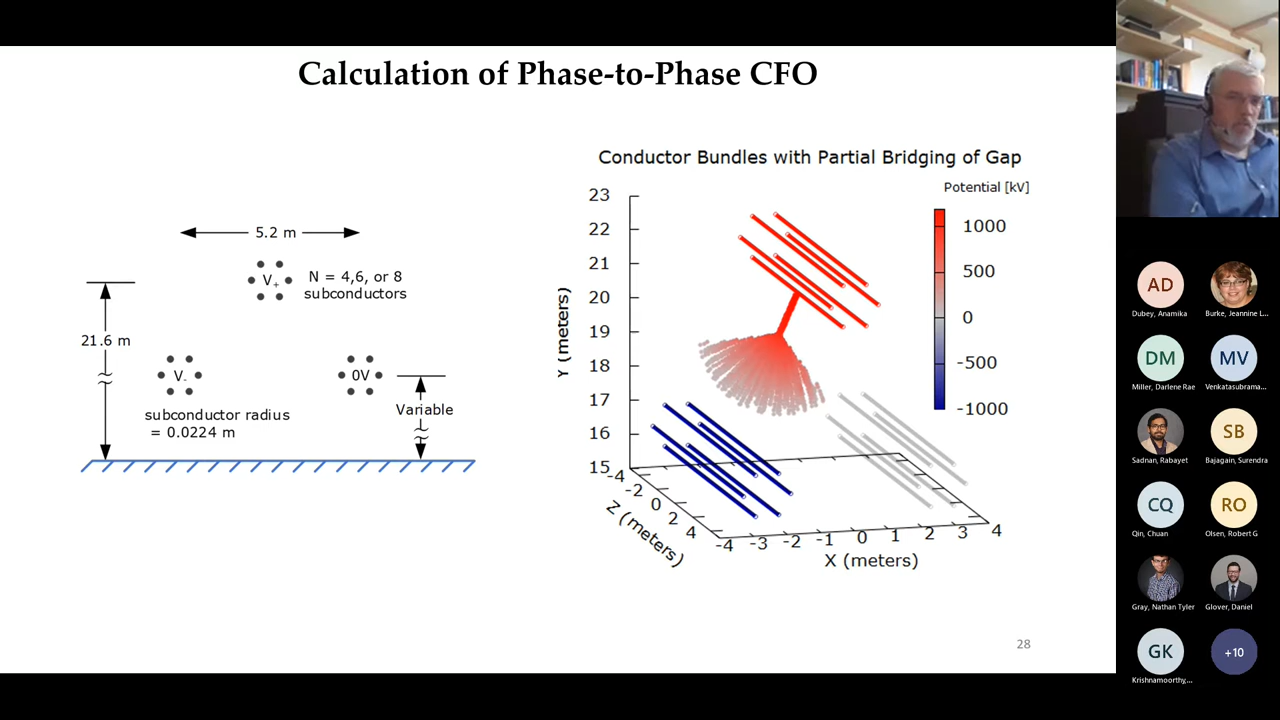 Calculation of Phase-to-Phase CFO
5.2 m
V+
N = 4,6, or 8
subconductors
21.6 m
V-
0V
Variable
subconductor radius
= 0.0224 m
Conductor Bundles with Partial Bridging of Gap
Potential [kV]
1000
500
0
-500
-1000
Y (meters)
23
22
21
20
19
18
17
16
15
Z (meters)
-4
-2
0
2
4
-4
-3
-2
-1
0
1
2
3
4
X (meters)
28
AD
Dubey, Anamika
Burke, Jeannine L...
DM
Miller, Darlene Rae
MV
Venkatasubrama...
Sadnan, Rabayet
SB
Bajagain, Surendra
CQ
Qin, Chuan
RO
Olsen, Robert G
Gray, Nathan Tyler
Glover, Daniel
GK
Krishnamoorthy,...
+10